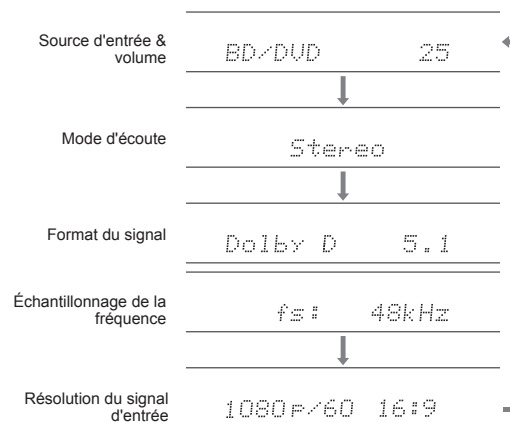 Source d'entrée &
volume
BD/DVD 25
Mode d'écoute
Stereo
Format du signal
Dolby D 5.1
Échantillonnage de la
fréquence
fs: 48kHz
Résolution du signal
d'entrée
1080p/60 16:9